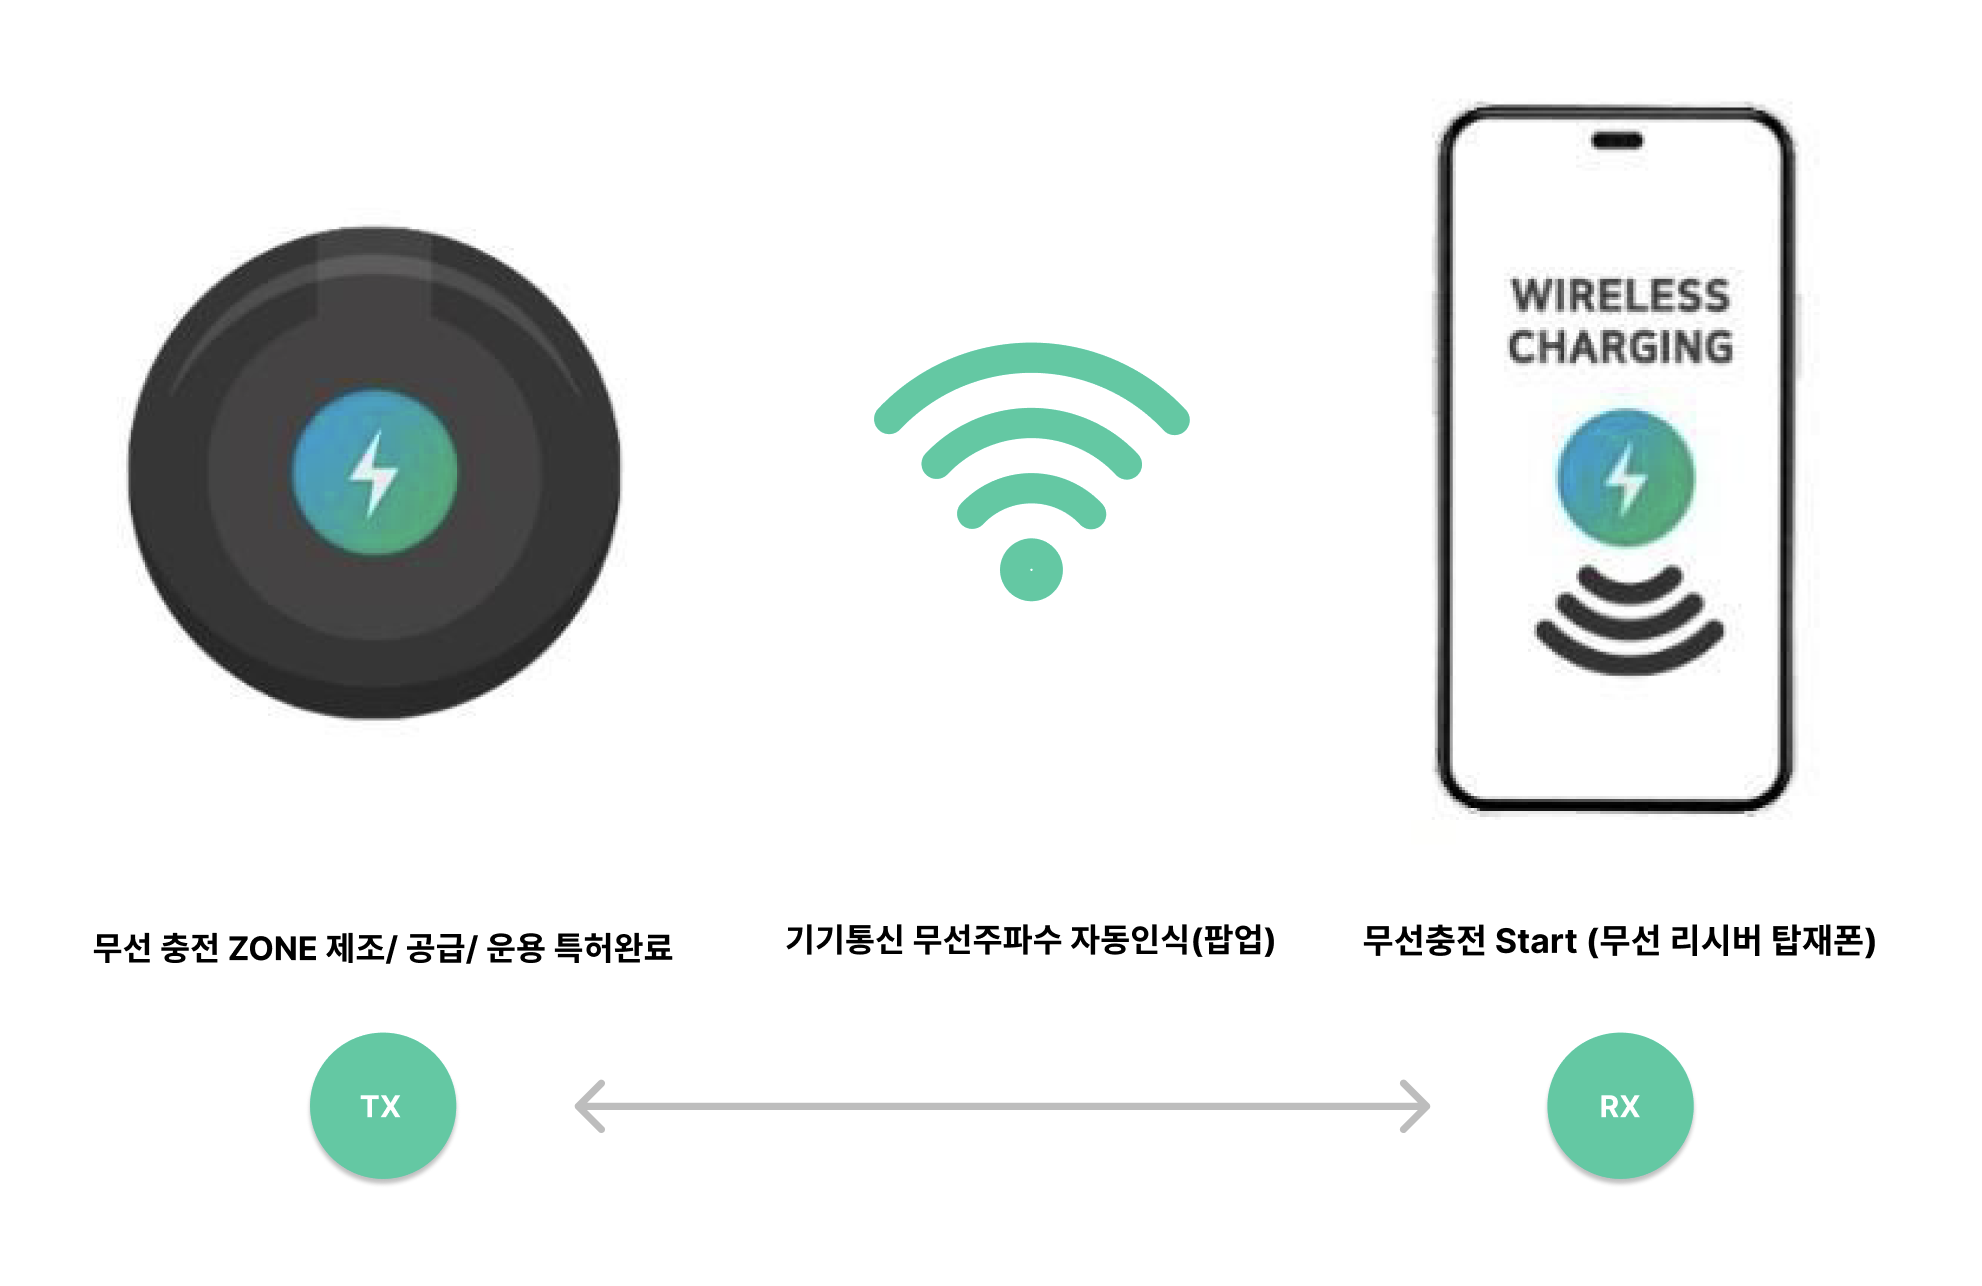 WIRELESS
CHARGING
무선 충전 ZONE 제조/ 공급/ 운용 특허완료
기기통신 무선주파수 자동인식(팝업)
무선충전 Start (무선 리시버 탑재폰)
TX
RX